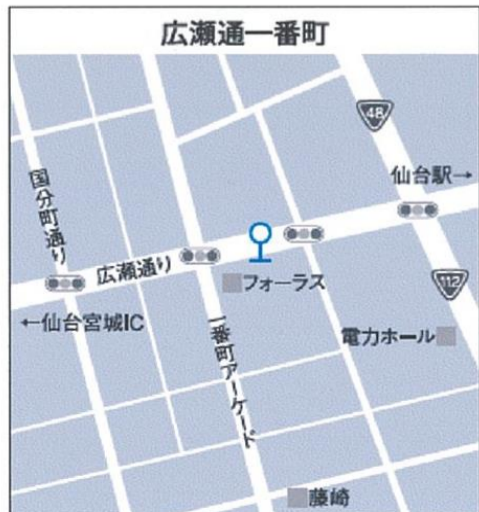 広瀬通一番町
48
仙台駅→
国分町通り
広瀬通り
フォーラス
112
←仙台宮城IC
一番町アーケード
電力ホール
藤崎